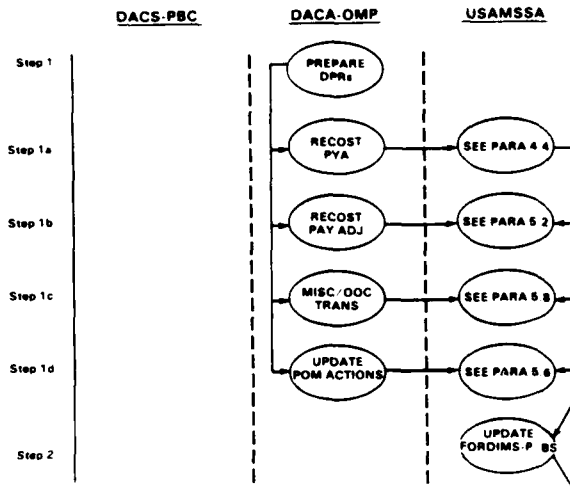 DACS-PBC DACA-OMP USAMSSA
Step 1 PREPARE
DPRs
Step 1a RECOST
PYA SEE PARA 4 4
Step 1b RECOST
PAY ADJ SEE PARA 5 2
Step 1c MISC/OOC
TRANS SEE PARA 5.8
Step 1d UPDATE
POM ACTIONS SEE PARA 5 6
Step 2 UPDATE
FORDIMS-P BS